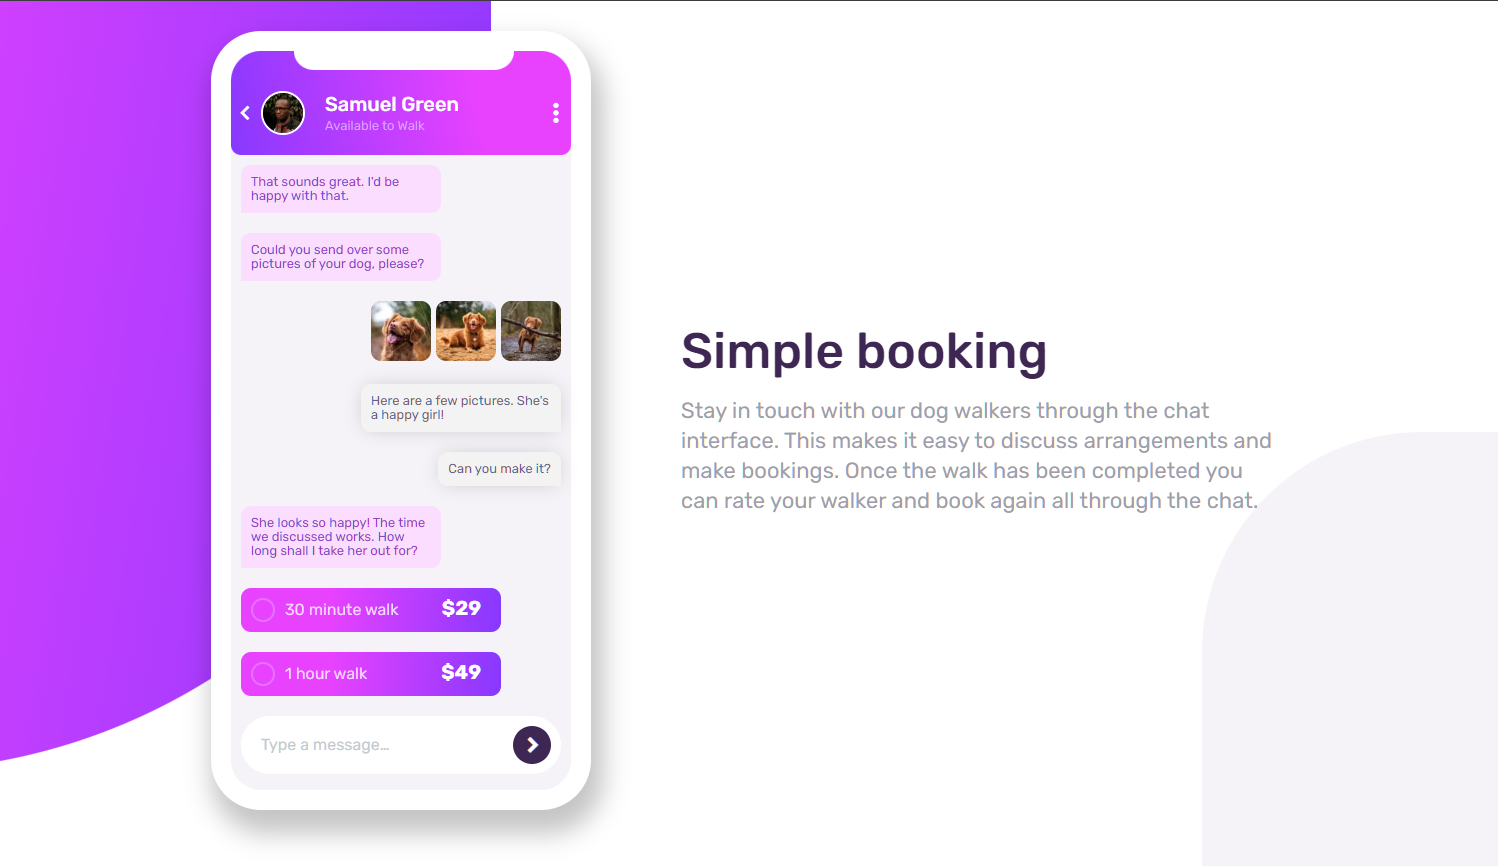 Samuel Green
Available to Walk
That sounds great. I'd be
happy with that.
Could you send over some
pictures of your dog, please?
Here are a few pictures. She's
a happy girl!
Can you make it?
She looks so happy! The time
we discussed works. How
long shall I take her out for?
30 minute walk $29
1 hour walk $49
Type a message...
Simple booking
Stay in touch with our dog walkers through the chat
interface. This makes it easy to discuss arrangements and
make bookings. Once the walk has been completed you
can rate your walker and book again all through the chat.